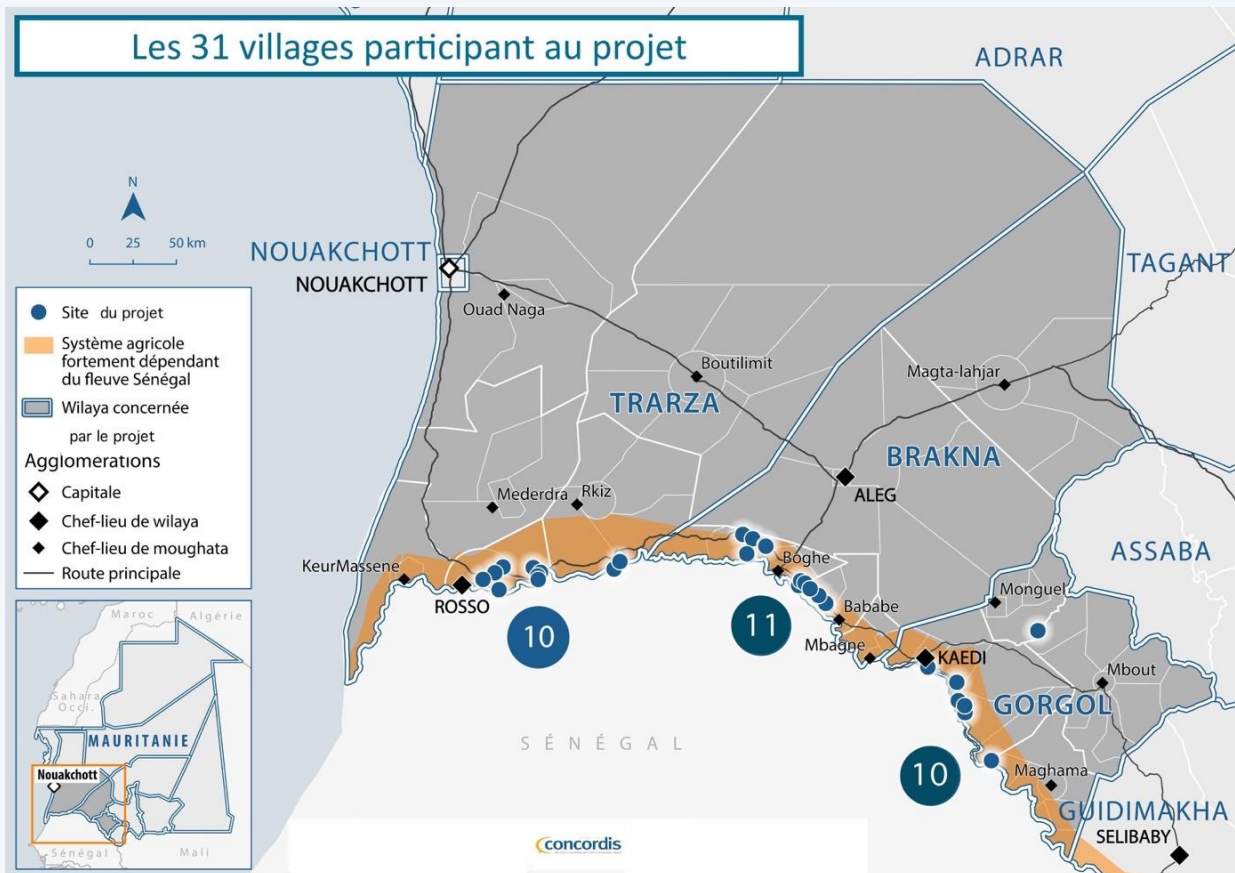 Les 31 villages participant au projet
ADRAR
N
0 25 50 km
NOUAKCHOTT
NOUAKCHOTT
TAGANT
Ouad Naga
Site du projet
Système agricole
fortement dépendant
du fleuve Sénégal
Wilaya concernée
par le projet
Agglomérations
Capitale
Chef-lieu de wilaya
Chef-lieu de moughata
Route principale
Boutilimit
Magta-lahjar
TRARZA
BRAKNA
ALEG
Mederdra
Rkiz
ASSABA
KeurMassene
ROSSO
Bôghe
Monguel
10
11
Bababe
Mbagne
KAEDI
Mbout
GORGOL
SÉNÉGAL
10
Maghama
GUIDIMAKHA
SELIBABY
Maroc
Algérie
Sahara
Occi.
MAURITANIE
Nouakchott
Sénégal
Mali
concordis